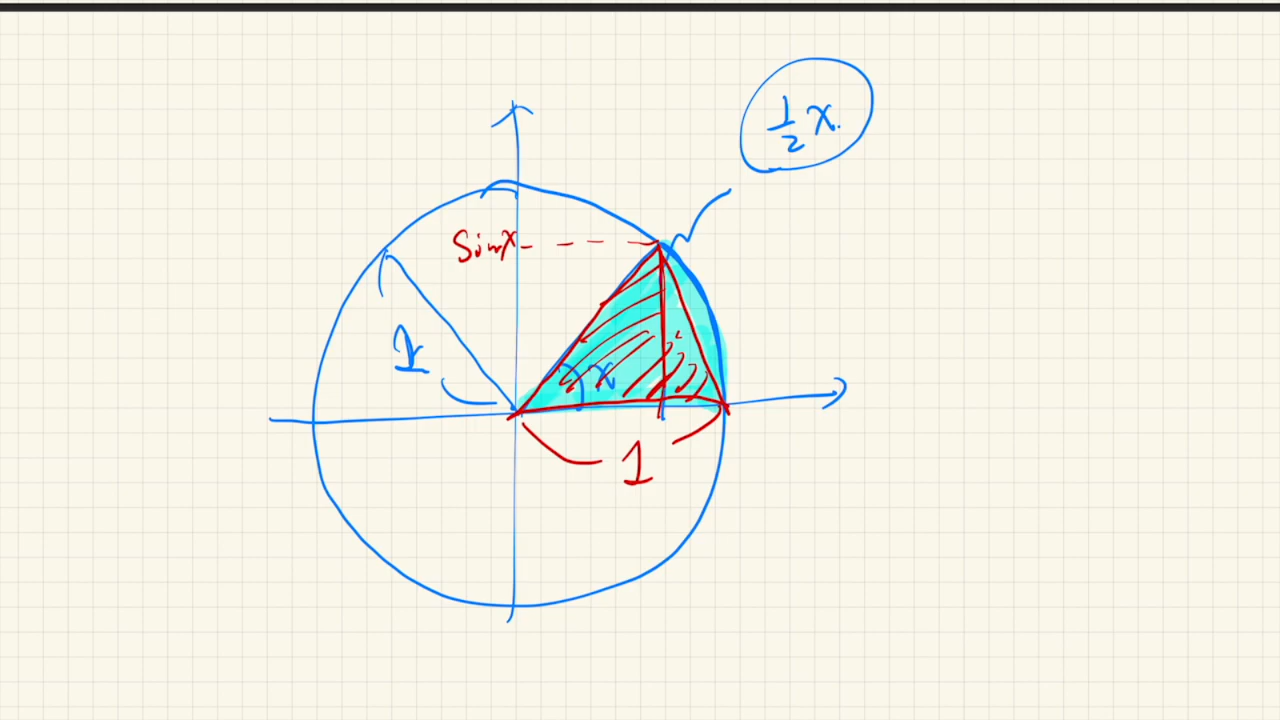 1/2 x.
sin x
1
x
1